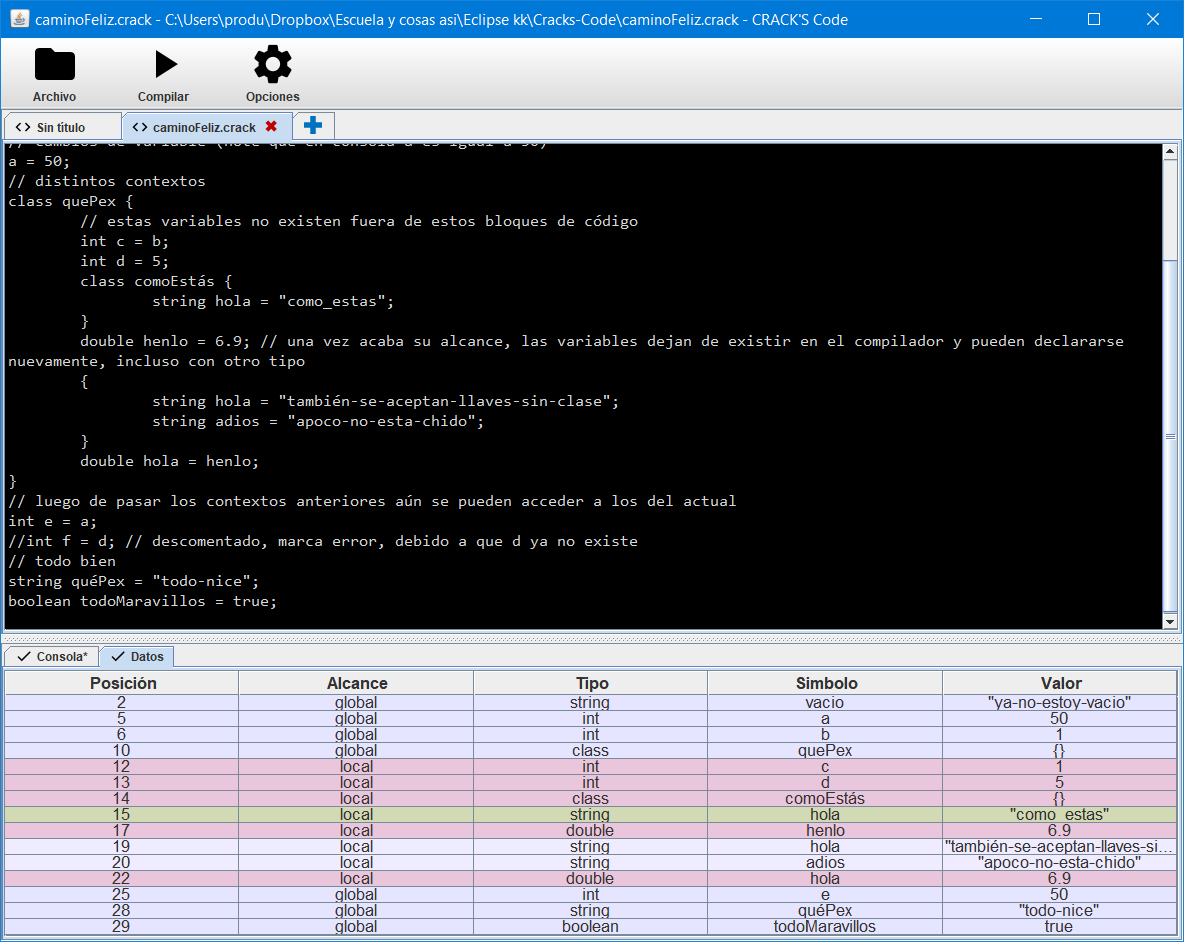 caminoFeliz.crack - C:\Users\produ\Dropbox\Escuela y cosas asi\Eclipse kk\Cracks-Code\caminoFeliz.crack - CRACK'S Code
Archivo Compilar Opciones
<> Sin título <> caminoFeliz.crack
a = 50;
// distintos contextos
class quePex {
// estas variables no existen fuera de estos bloques de código
int c = b;
int d = 5;
class comoEstás {
string hola = "como_estas";
}
double henlo = 6.9; // una vez acaba su alcance, las variables dejan de existir en el compilador y pueden declararse
nuevamente, incluso con otro tipo
{
string hola = "también-se-aceptan-llaves-sin-clase";
string adios = "apoco-no-esta-chido";
}
double hola = henlo;
}
// luego de pasar los contextos anteriores aún se pueden acceder a los del actual
int e = a;
//int f = d; // descomentado, marca error, debido a que d ya no existe
// todo bien
string quéPex = "todo-nice";
boolean todoMaravillos = true;
Consola* Datos
Posición Alcance Tipo Simbolo Valor
2 global string vacio "ya-no-estoy-vacio"
5 global int a 50
6 global int b 1
10 global class quePex {}
12 local int c 1
13 local int d 5
14 local class comoEstás {}
15 local string hola "como_estas"
17 local double henlo 6.9
19 local string hola "también-se-aceptan-llaves-si...
20 local string adios "apoco-no-esta-chido"
22 local double hola 6.9
25 global int e 50
28 global string quéPex "todo-nice"
29 global boolean todoMaravillos true